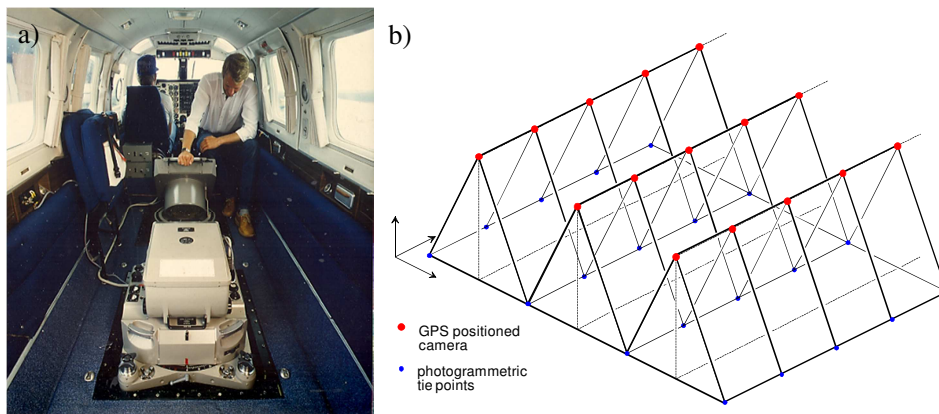 a)
b)
GPS positioned
camera
photogrammetric
tie points